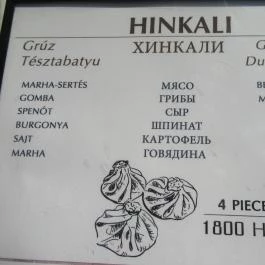 HINKALI
Grúz ХИНКАЛИ G
Tésztabatyu Du
MARHA-SERTÉS МЯСО
GOMBA ГРИБЫ
SPENÓT СЫР
BURGONYA ШПИНАТ
SAJT КАРТОФЕЛЬ
MARHA ГОВЯДИНА
4 PIECE
1800 H